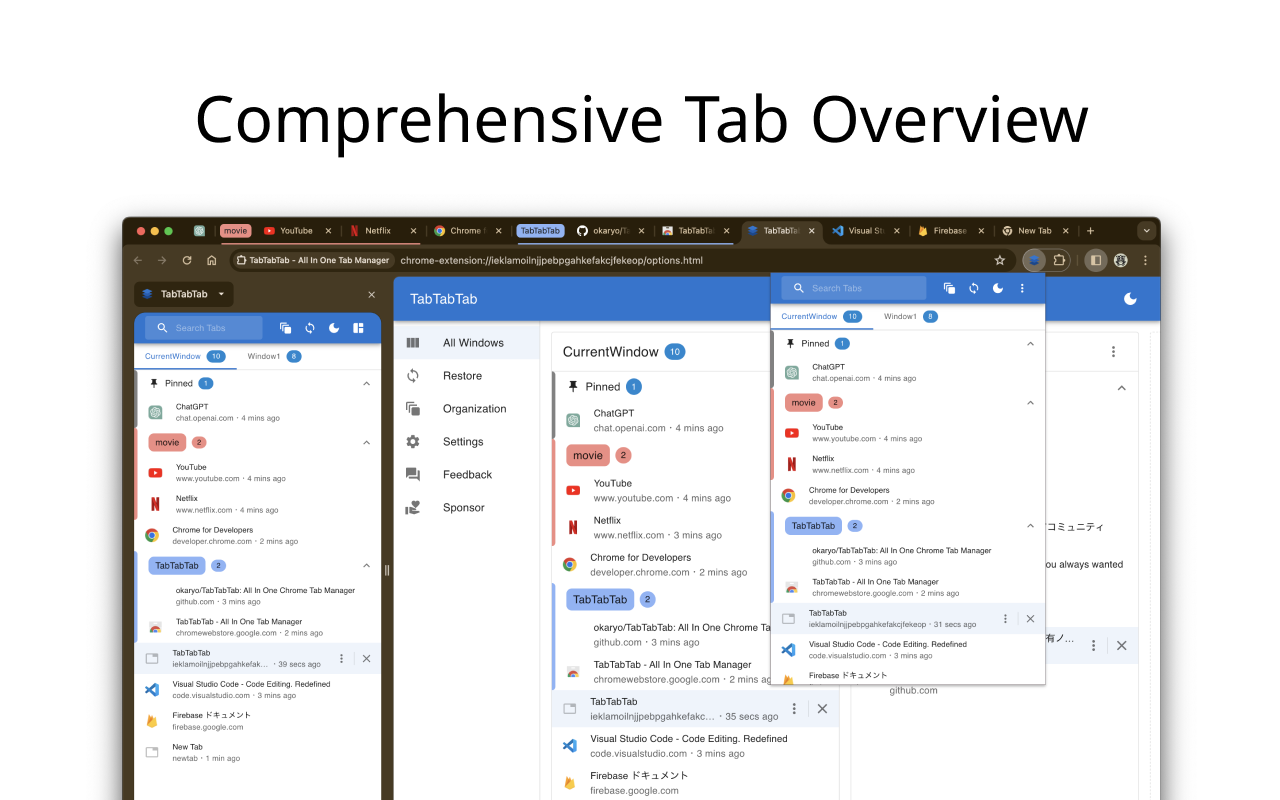 Comprehensive Tab Overview
movie
YouTube
Netflix
Chrome
TabTabTab
okaryo/Ta
TabTabTab
TabTabTab
Visual St
Firebase
New Tab
TabTabTab - All In One Tab Manager
chrome-extension://ieklamoilnjjpebpgahkefakcjfekeop/options.html
TabTabTab
Search Tabs
CurrentWindow 10
Window1 8
Pinned 1
ChatGPT
chat.openai.com · 4 mins ago
movie 2
YouTube
www.youtube.com · 4 mins ago
Netflix
www.netflix.com · 4 mins ago
Chrome for Developers
developer.chrome.com · 2 mins ago
TabTabTab 2
okaryo/TabTabTab: All In One Chrome Tab Manager
github.com · 3 mins ago
TabTabTab - All In One Tab Manager
chromewebstore.google.com · 2 mins ago
TabTabTab
ieklamoilnjjpebpgahkefak... · 39 secs ago
Visual Studio Code - Code Editing. Redefined
code.visualstudio.com · 3 mins ago
Firebase ドキュメント
firebase.google.com
New Tab
newtab · 1 min ago
TabTabTab
All Windows
Restore
Organization
Settings
Feedback
Sponsor
CurrentWindow 10
Pinned 1
ChatGPT
chat.openai.com · 4 mins ago
movie 2
YouTube
www.youtube.com · 4 mins ago
Netflix
www.netflix.com · 3 mins ago
Chrome for Developers
developer.chrome.com · 2 mins ago
TabTabTab 2
okaryo/TabTabTab: All In One Chrome Ta
github.com · 3 mins ago
TabTabTab - All In One Tab Manager
chromewebstore.google.com · 2 mins ag
TabTabTab
ieklamoilnjjpebpgahkefakc... · 35 secs ago
Visual Studio Code - Code Editing. Redefined
code.visualstudio.com · 3 mins ago
Firebase ドキュメント
firebase.google.com
Search Tabs
CurrentWindow 10
Window1 8
Pinned 1
ChatGPT
chat.openai.com · 4 mins ago
movie 2
YouTube
www.youtube.com · 4 mins ago
Netflix
www.netflix.com · 4 mins ago
Chrome for Developers
developer.chrome.com · 2 mins ago
TabTabTab 2
okaryo/TabTabTab: All In One Chrome Tab Manager
github.com · 3 mins ago
TabTabTab - All In One Tab Manager
chromewebstore.google.com · 2 mins ago
TabTabTab
ieklamoilnjjpebpgahkefakcjfekeop · 31 secs ago
Visual Studio Code - Code Editing. Redefined
code.visualstudio.com · 3 mins ago
Firebase ドキュメント
コミュニティ
ou always wanted
有ノ...
github.com